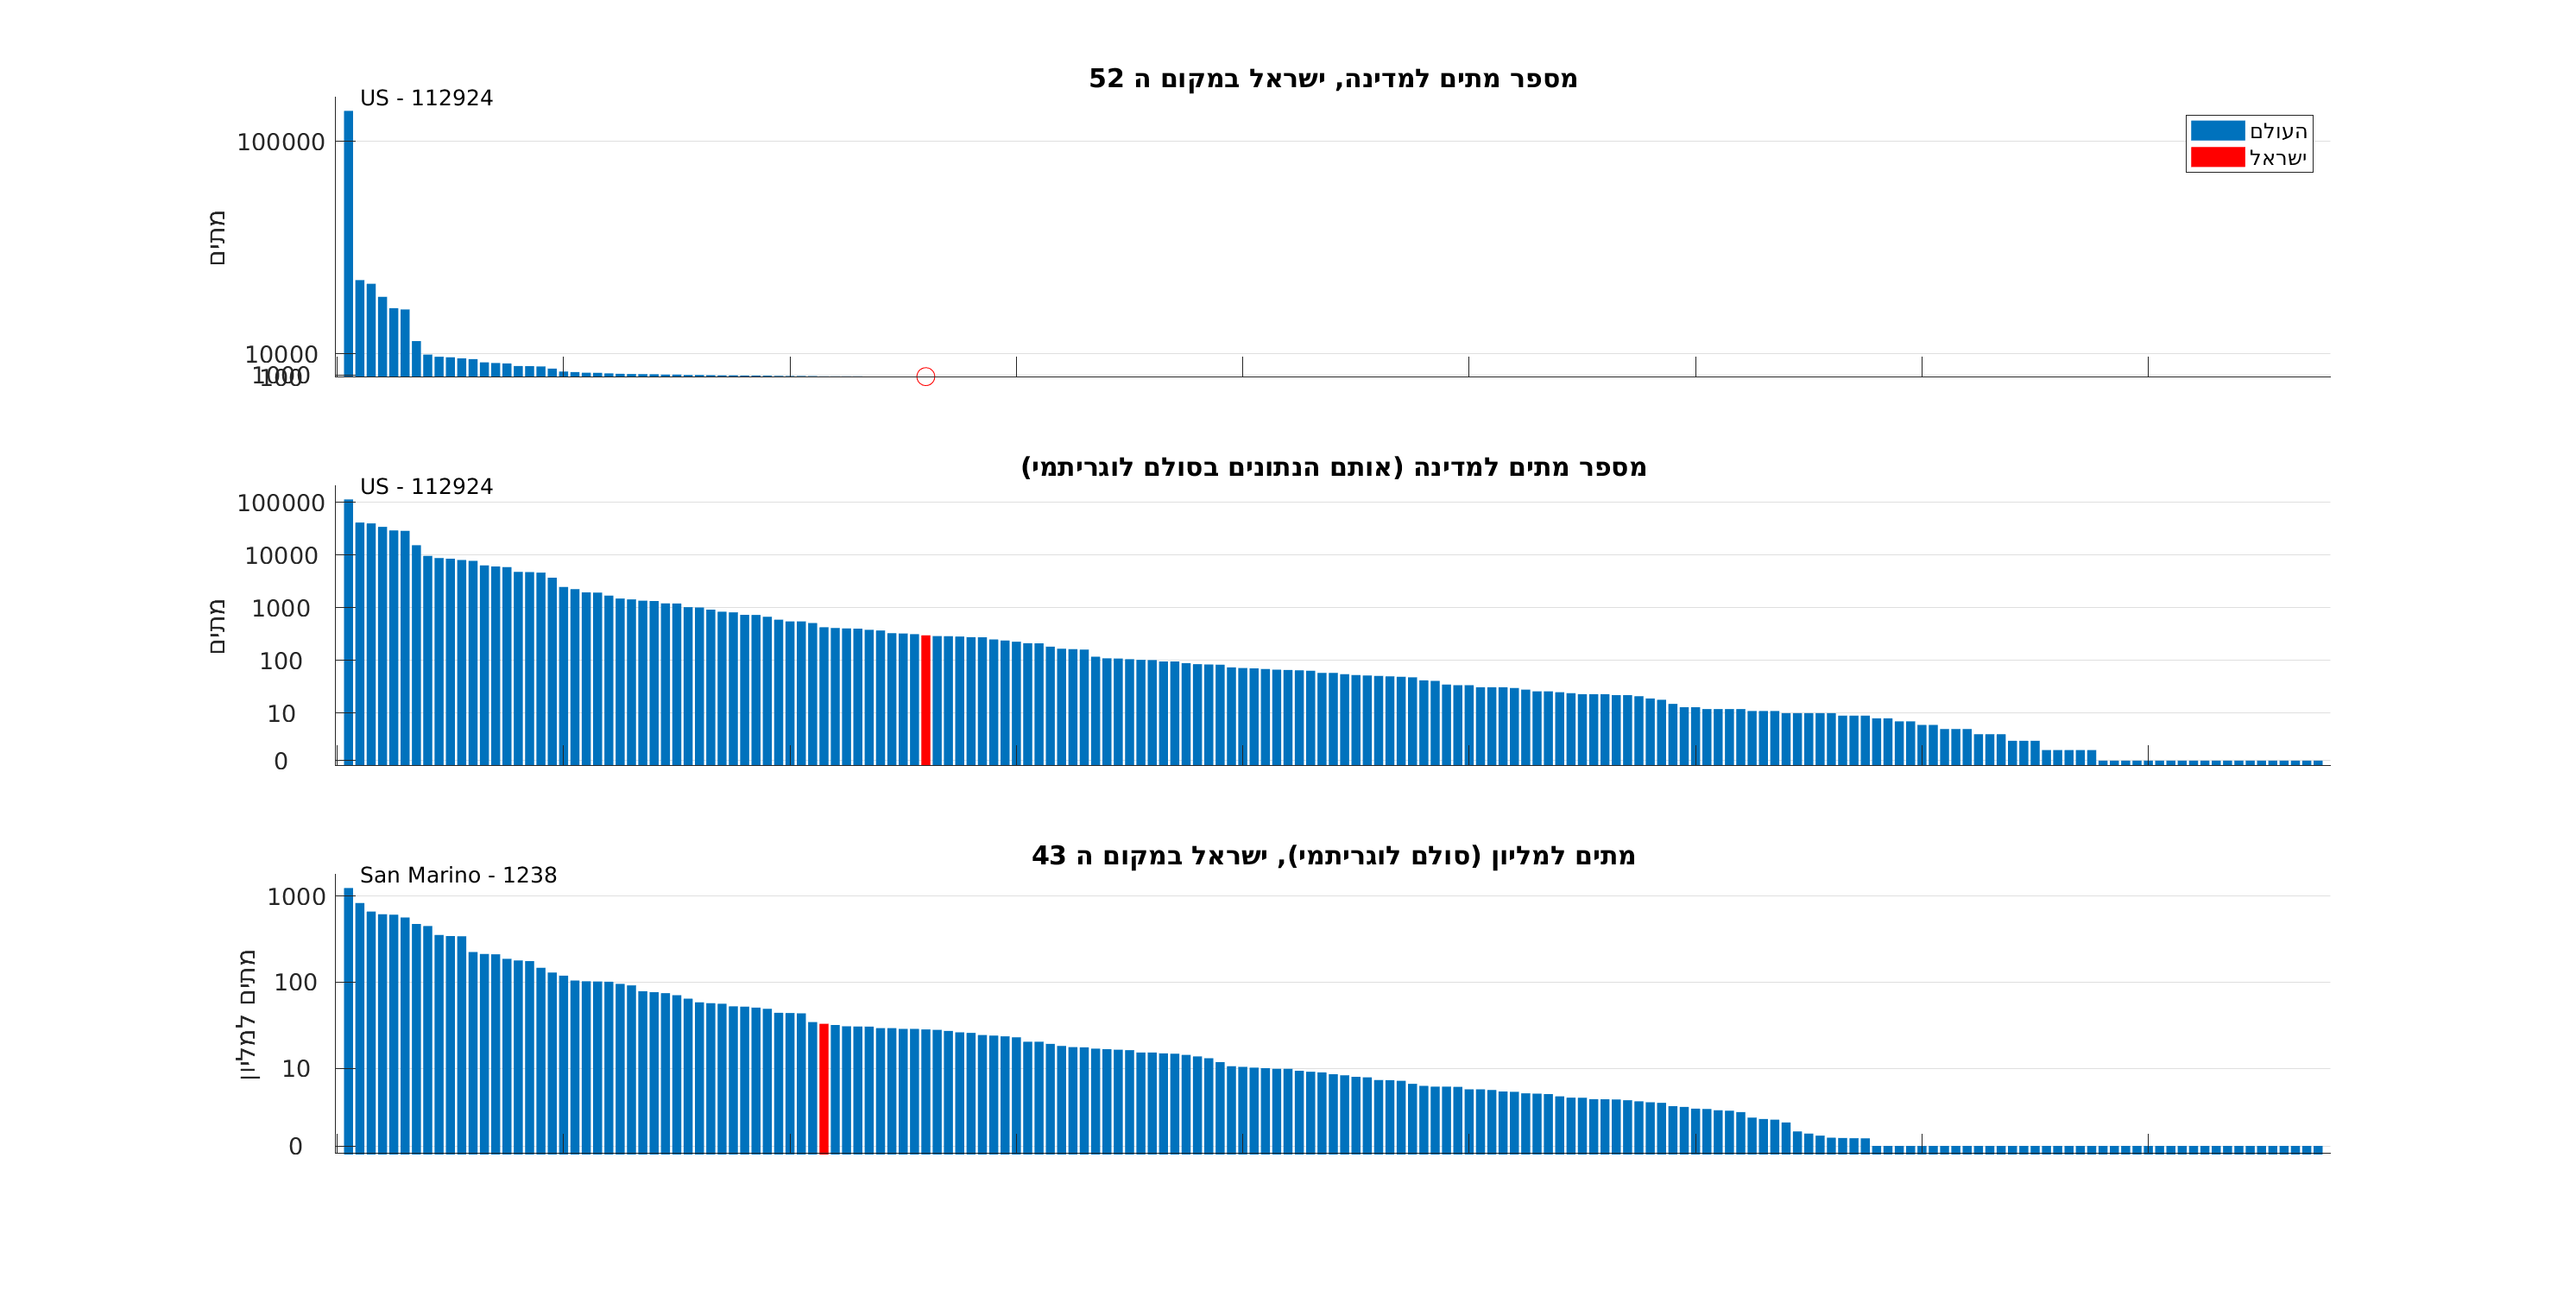 מספר מתים למדינה, ישראל במקום ה 52
US - 112924
העולם
ישראל
100000
10000
1000
100
מתים
מספר מתים למדינה (אותם הנתונים בסולם לוגריתמי)
US - 112924
100000
10000
1000
100
10
0
מתים
מתים למליון (סולם לוגריתמי), ישראל במקום ה 43
San Marino - 1238
1000
100
10
0
מתים למליון